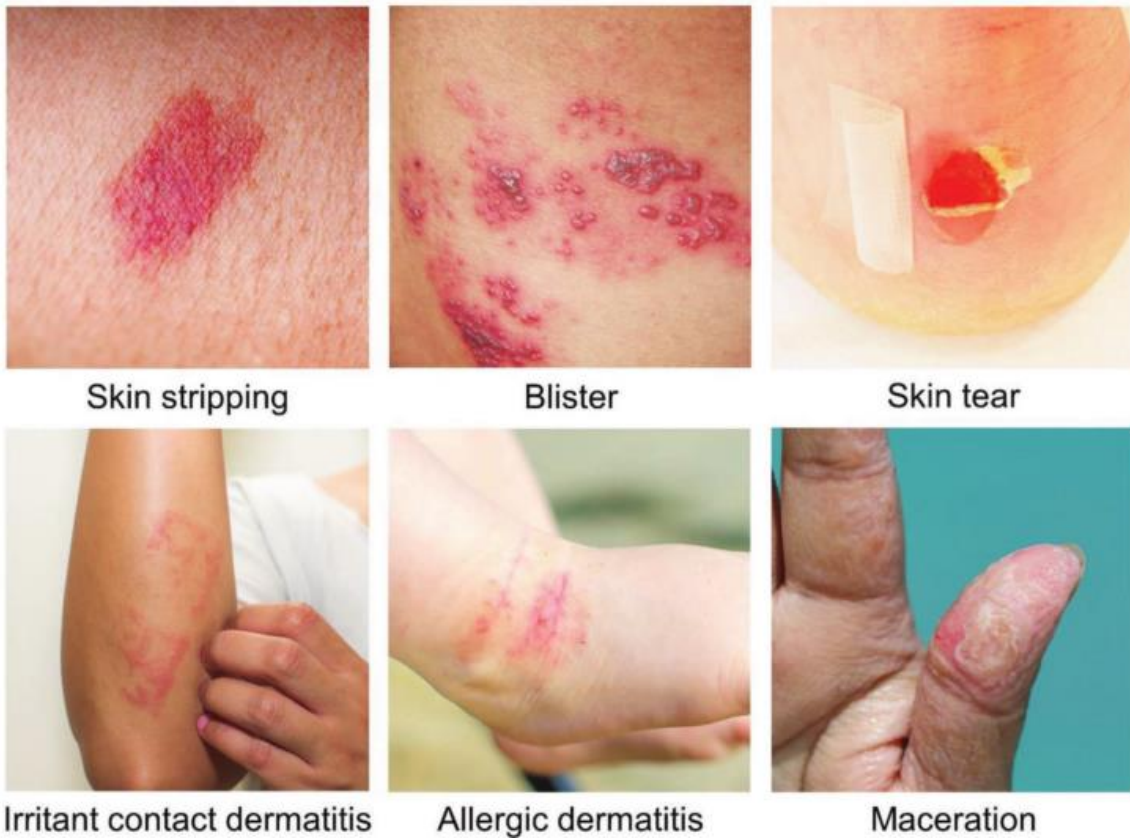 Skin stripping
Blister
Skin tear
Irritant contact dermatitis
Allergic dermatitis
Maceration